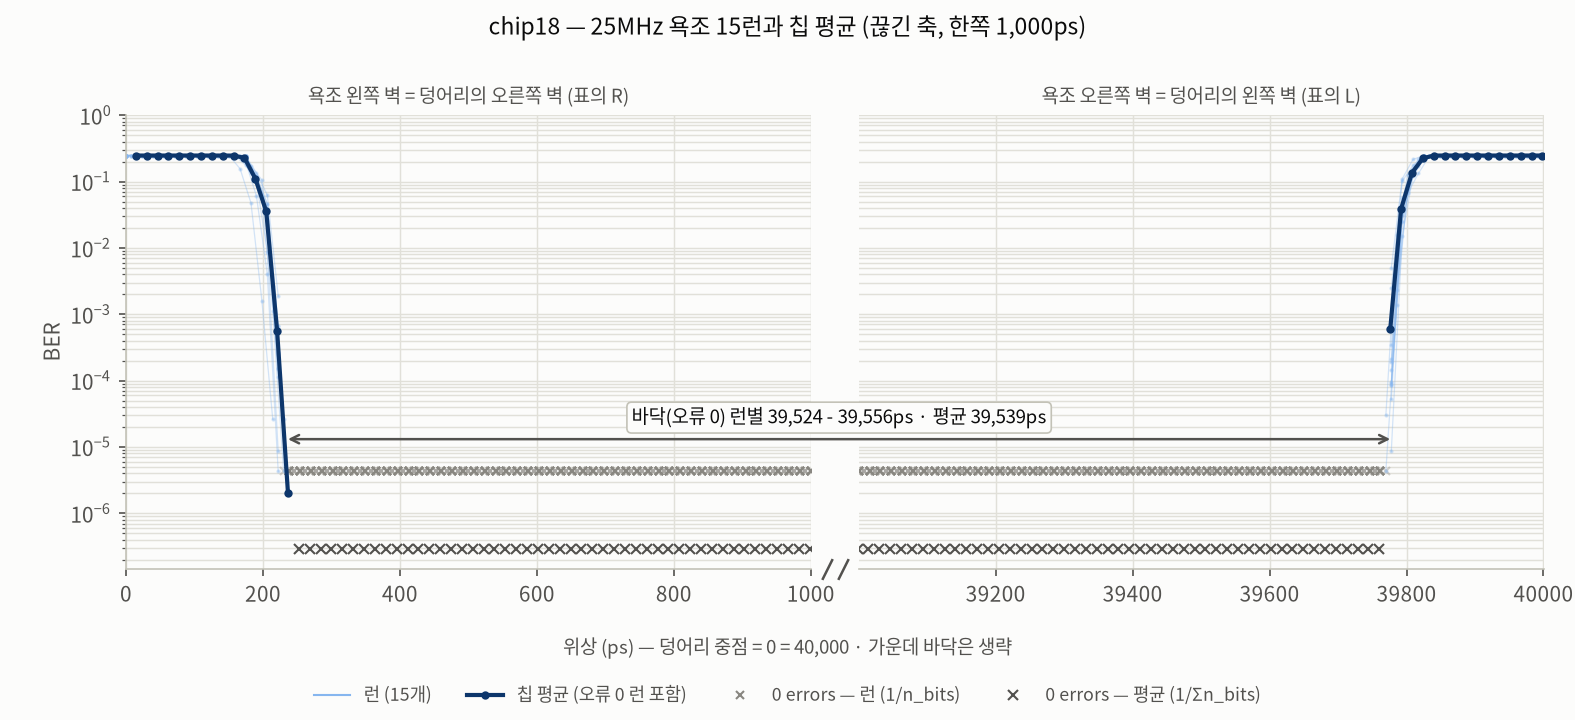 chip18 — 25MHz 욕조 15런과 칩 평균 (끊긴 축, 한쪽 1,000ps)
욕조 왼쪽 벽 = 덩어리의 오른쪽 벽 (표의 R)
욕조 오른쪽 벽 = 덩어리의 왼쪽 벽 (표의 L)
BER
10⁰
10⁻¹
10⁻²
10⁻³
10⁻⁴
10⁻⁵
10⁻⁶
바닥(오류 0) 런별 39,524 - 39,556ps · 평균 39,539ps
0 200 400 600 800 1000 39200 39400 39600 39800 40000
위상 (ps) — 덩어리 중점 = 0 = 40,000 · 가운데 바닥은 생략
런 (15개) 칩 평균 (오류 0 런 포함) 0 errors — 런 (1/n_bits) 0 errors — 평균 (1/Σn_bits)